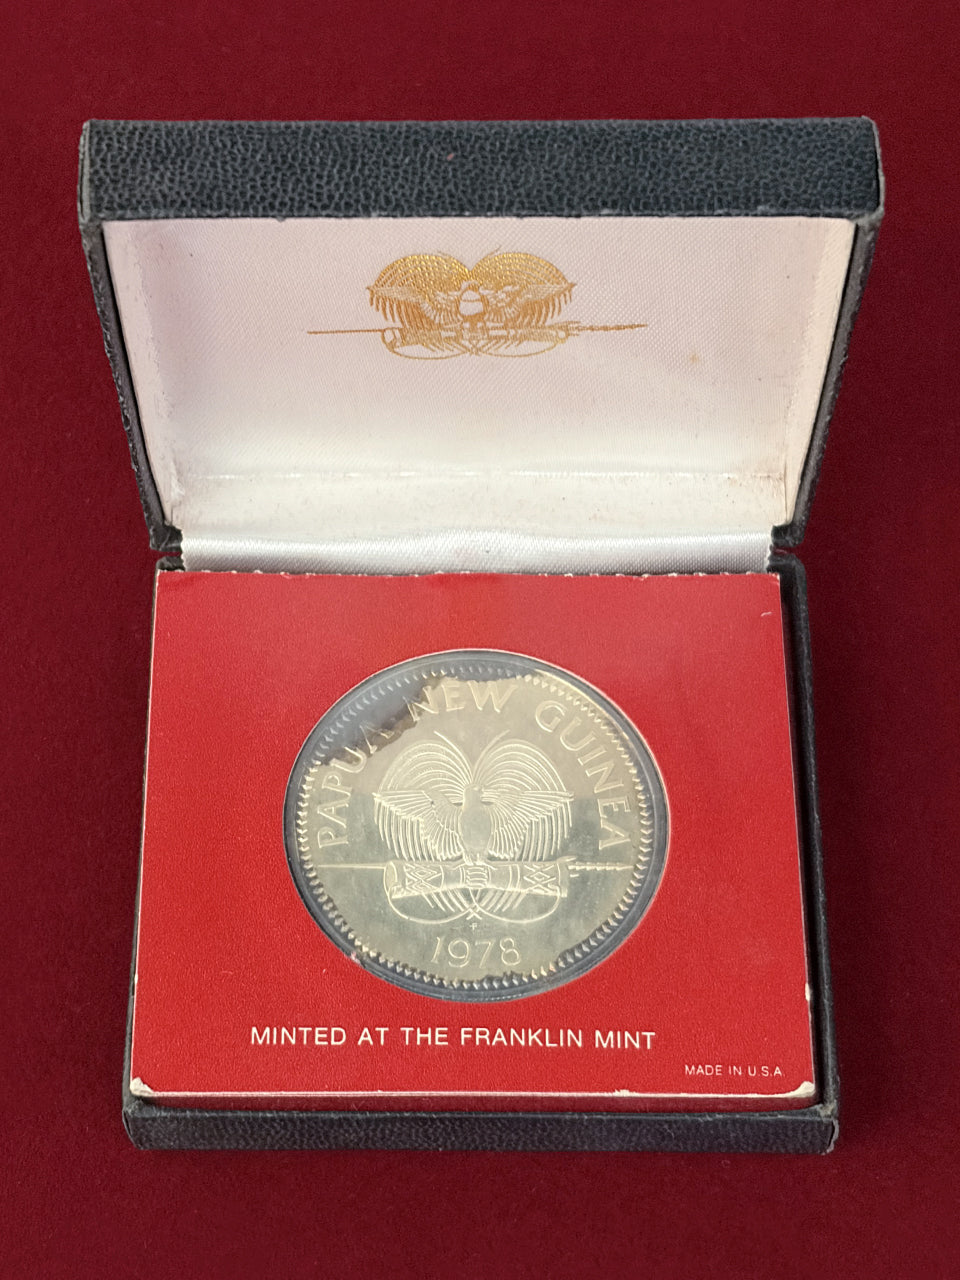 PAPUA NEW GUINEA
F
1978
MINTED AT THE FRANKLIN MINT
MADE IN U.S.A.